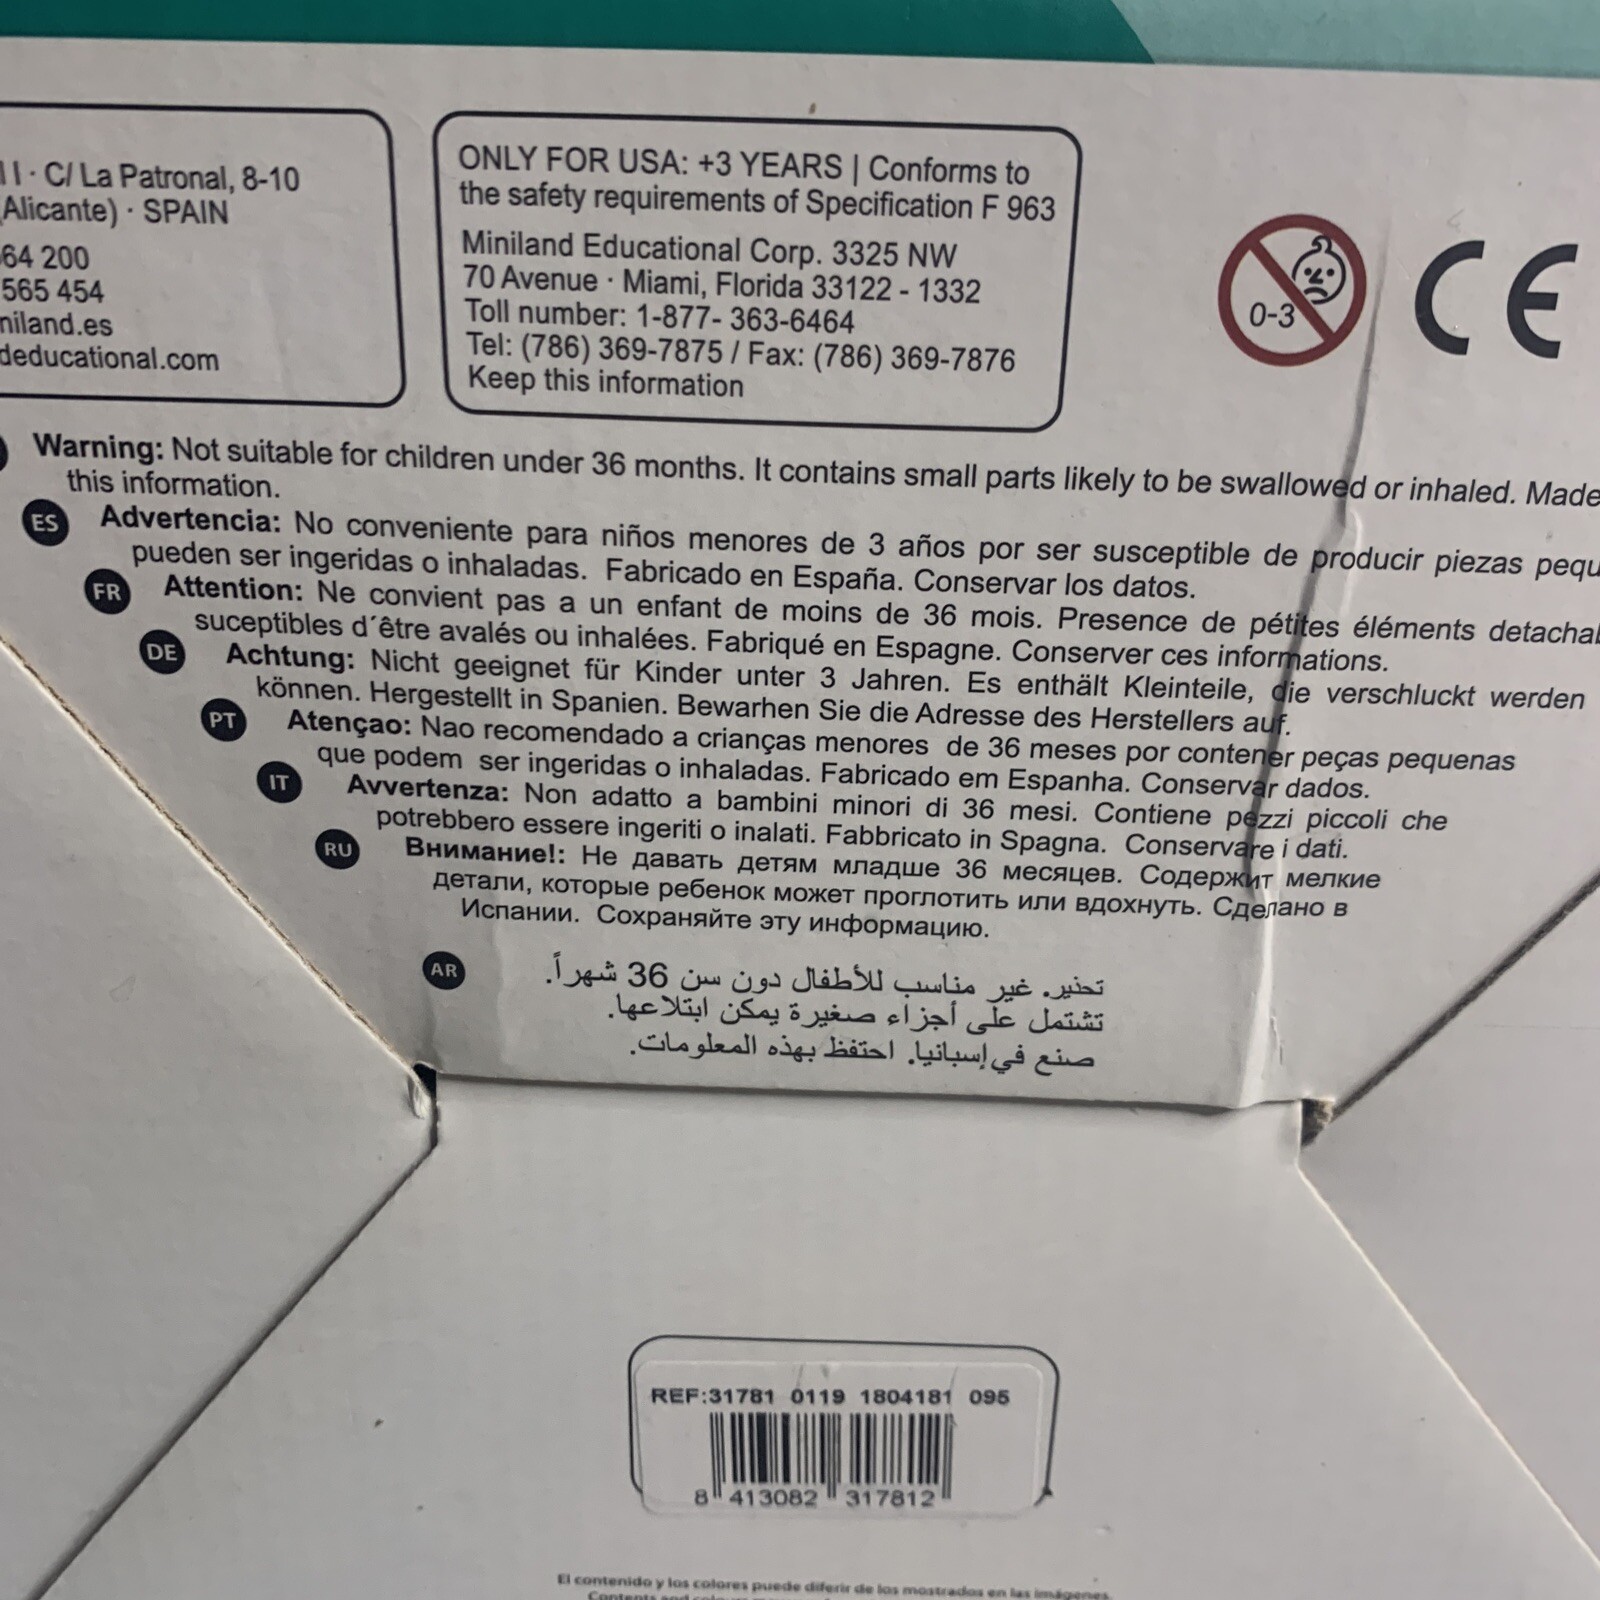 I I · C/ La Patronal, 8-10
(Alicante) · SPAIN
64 200
565 454
niland.es
deducational.com
ONLY FOR USA: +3 YEARS | Conforms to
the safety requirements of Specification F 963
Miniland Educational Corp. 3325 NW
70 Avenue · Miami, Florida 33122 - 1332
Toll number: 1-877- 363-6464
Tel: (786) 369-7875 / Fax: (786) 369-7876
Keep this information
0-3
CE
Warning: Not suitable for children under 36 months. It contains small parts likely to be swallowed or inhaled. Made
this information.
ES Advertencia: No conveniente para niños menores de 3 años por ser susceptible de producir piezas pequ
pueden ser ingeridas o inhaladas. Fabricado en España. Conservar los datos.
FR Attention: Ne convient pas a un enfant de moins de 36 mois. Presence de pétites éléments detachab
suceptibles d´être avalés ou inhalées. Fabriqué en Espagne. Conserver ces informations.
DE Achtung: Nicht geeignet für Kinder unter 3 Jahren. Es enthält Kleinteile, die verschluckt werden
können. Hergestellt in Spanien. Bewarhen Sie die Adresse des Herstellers auf.
PT Atençao: Nao recomendado a crianças menores de 36 meses por contener peças pequenas
que podem ser ingeridas o inhaladas. Fabricado em Espanha. Conservar dados.
IT Avvertenza: Non adatto a bambini minori di 36 mesi. Contiene pezzi piccoli che
potrebbero essere ingeriti o inalati. Fabbricato in Spagna. Conservare i dati.
RU Внимание!: Не давать детям младше 36 месяцев. Содержит мелкие
детали, которые ребенок может проглотить или вдохнуть. Сделано в
Испании. Сохраняйте эту информацию.
AR تحذير. غير مناسب للأطفال دون سن 36 شهراً.
تشتمل على أجزاء صغيرة يمكن ابتلاعها.
صنع في إسبانيا. احتفظ بهذه المعلومات.
REF:31781 0119 1804181 095
8 413082 317812
El contenido y los colores puede diferir de los mostrados en las imágenes.